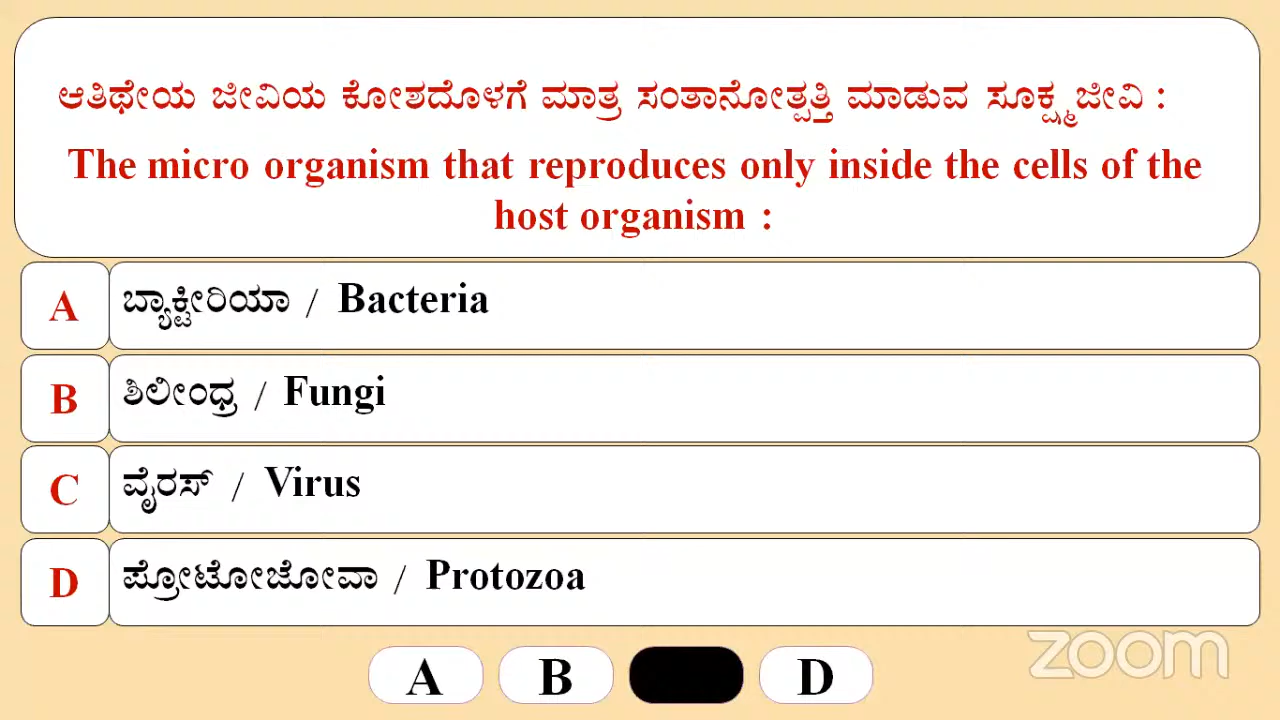 ಆತಿಥೇಯ ಜೀವಿಯ ಕೋಶದೊಳಗೆ ಮಾತ್ರ ಸಂತಾನೋತ್ಪತ್ತಿ ಮಾಡುವ ಸೂಕ್ಷ್ಮಜೀವಿ :
The micro organism that reproduces only inside the cells of the
host organism :
A ಬ್ಯಾಕ್ಟೀರಿಯಾ / Bacteria
B ಶಿಲೀಂಧ್ರ / Fungi
C ವೈರಸ್ / Virus
D ಪ್ರೋಟೋಜೋವಾ / Protozoa
A B D
zoom